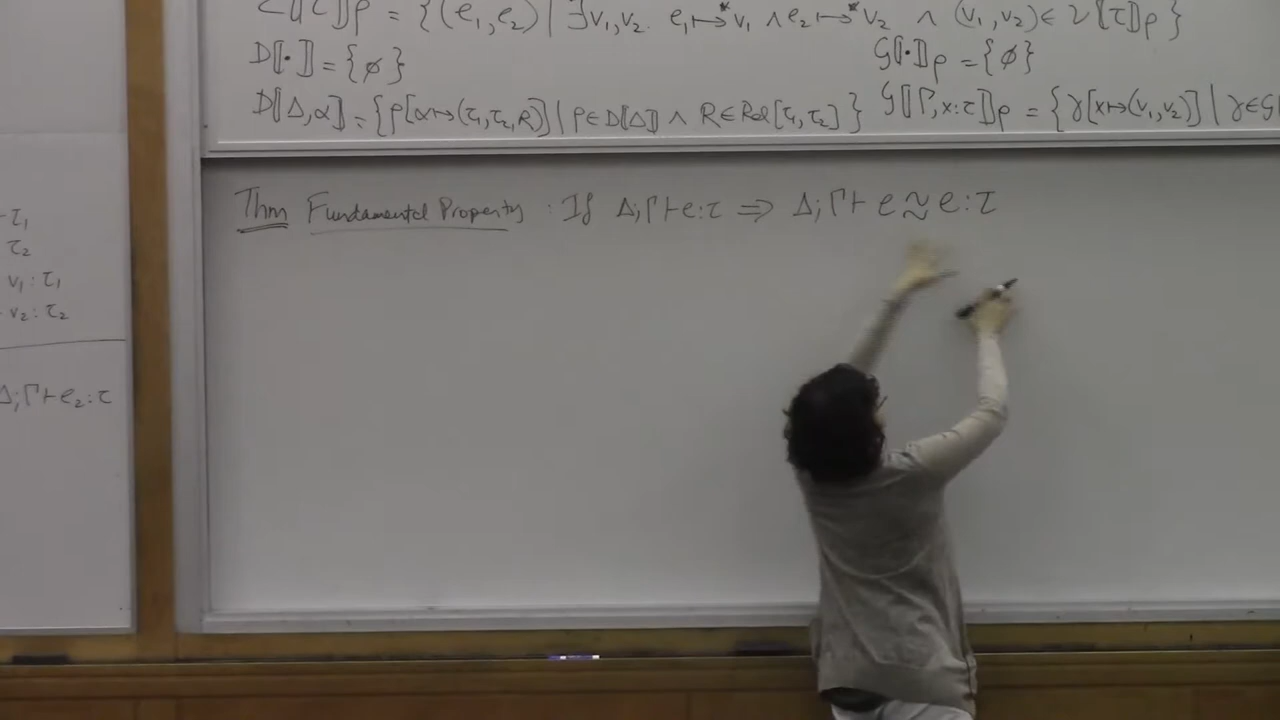 ⟦τ⟧ρ = {(e₁,e₂) | ∃v₁,v₂. e₁↦*v₁ ∧ e₂↦*v₂ ∧ (v₁,v₂)∈ V⟦τ⟧ρ}
D⟦·⟧ = {∅} G⟦·⟧ρ = {∅}
D⟦Δ,α⟧ = {ρ[α↦(τ₁,τ₂,R)] | ρ∈D⟦Δ⟧ ∧ R∈Rel[τ₁,τ₂]} G⟦Γ,x:τ⟧ρ = {γ[x↦(v₁,v₂)] | γ∈G
Thm Fundamental Property : If Δ;Γ⊢e:τ ⇒ Δ;Γ⊢ e≈e:τ
τ₁
τ₂
v₁:τ₁
v₂:τ₂
Δ;Γ⊢e₂:τ